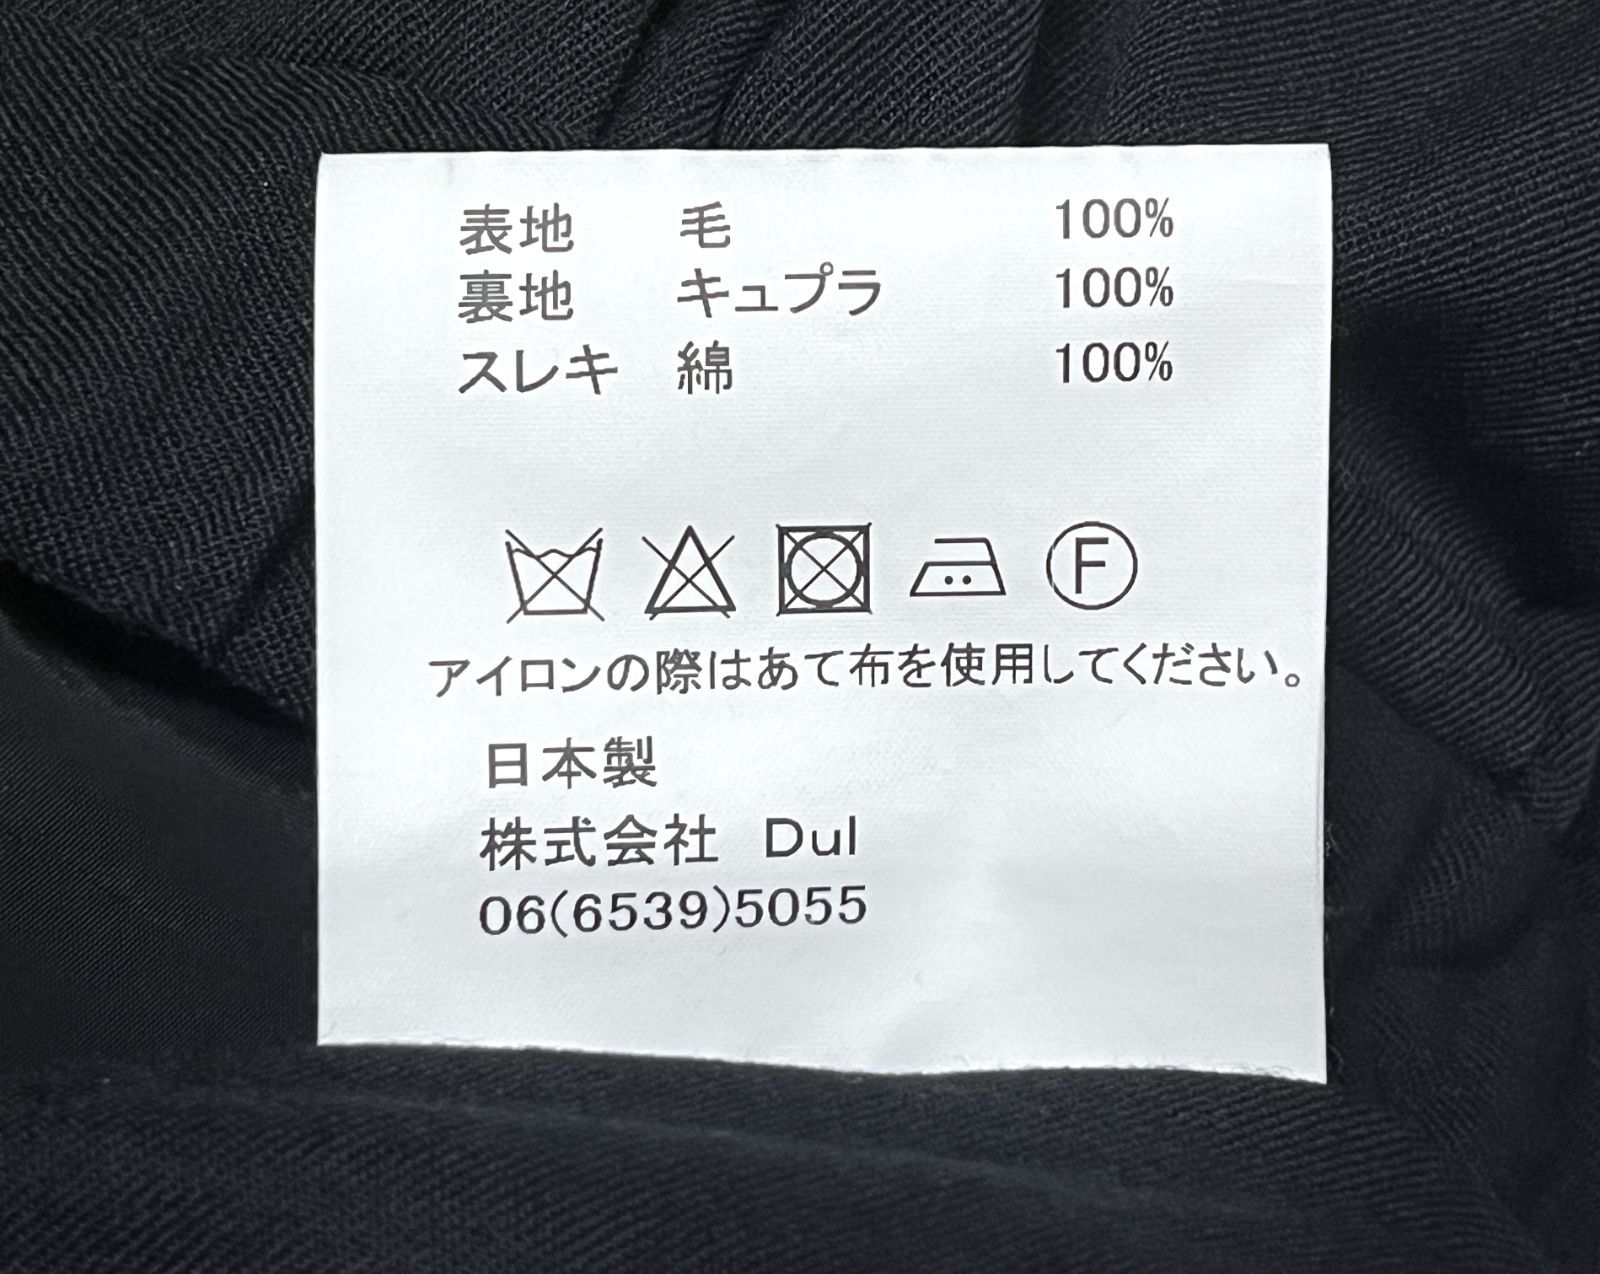 表地 毛 100%
裏地 キュプラ 100%
スレキ 綿 100%
F
アイロンの際はあて布を使用してください。
日本製
株式会社 Dul
06(6539)5055